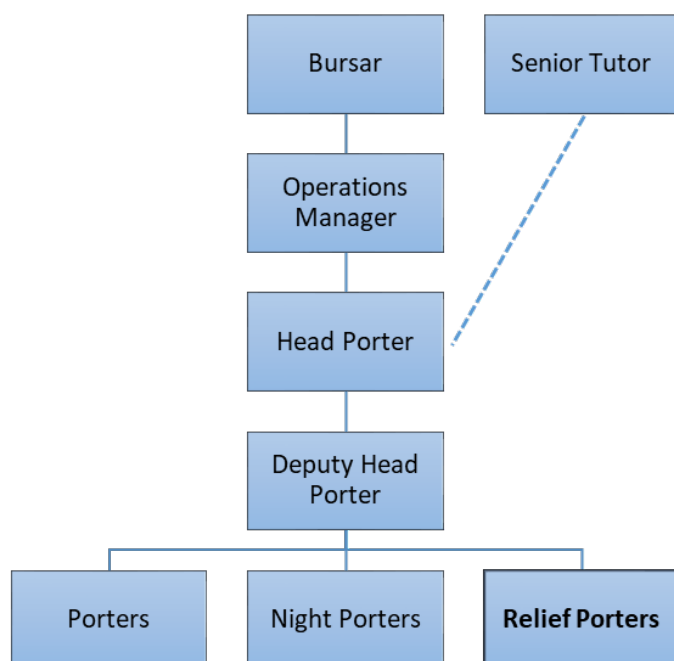 Bursar
Senior Tutor
Operations
Manager
Head Porter
Deputy Head
Porter
Porters
Night Porters
Relief Porters